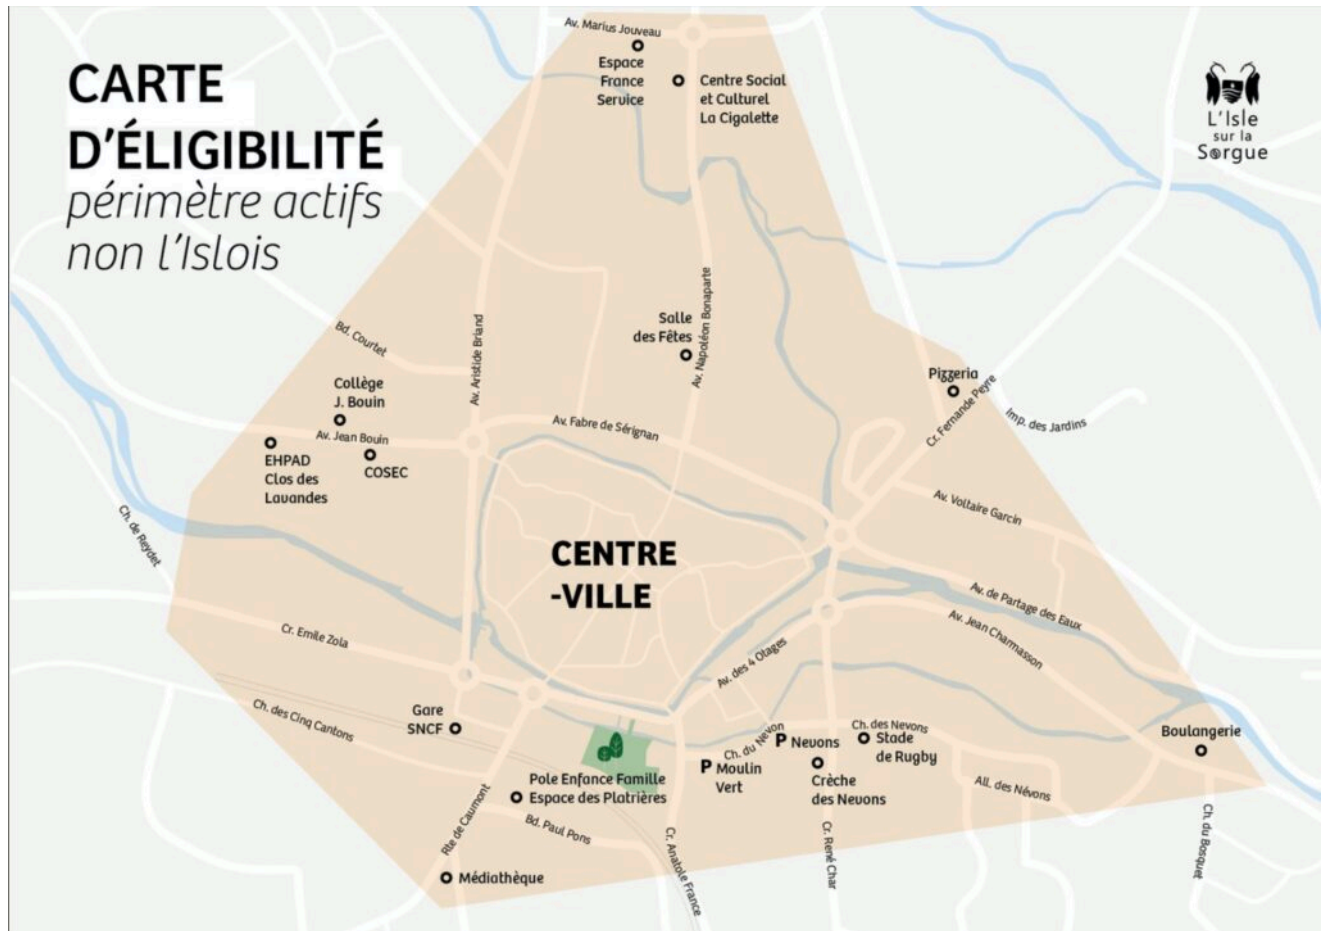 CARTE
D'ÉLIGIBILITÉ
périmètre actifs
non l'Islois
L'Isle
sur la
Sorgue
Av. Marius Jouveau
Espace
France
Service
Centre Social
et Culturel
La Cigalette
Bd. Courtet
Av. Aristide Briand
Salle
des Fêtes
Av. Napoléon Bonaparte
Pizzeria
Cr. Fernande Peyre
Imp. des Jardins
Collège
J. Bouin
Av. Jean Bouin
EHPAD
Clos des
Lavandes
COSEC
Av. Fabre de Sérignan
Av. Voltaire Garcin
Ch. de Reydet
CENTRE
-VILLE
Av. de Partage des Eaux
Av. Jean Charmasson
Cr. Emile Zola
Av. des 4 Otages
Ch. des Cinq Cantons
Gare
SNCF
Ch. du Nevon
P Nevons
Ch. des Nevons
Stade
de Rugby
Boulangerie
P Moulin
Vert
Crèche
des Nevons
All. des Névons
Pole Enfance Famille
Espace des Platrières
Rte de Caumont
Bd. Paul Pons
Cr. Anatole France
Cr. René Char
Ch. du Bosquet
Médiathèque